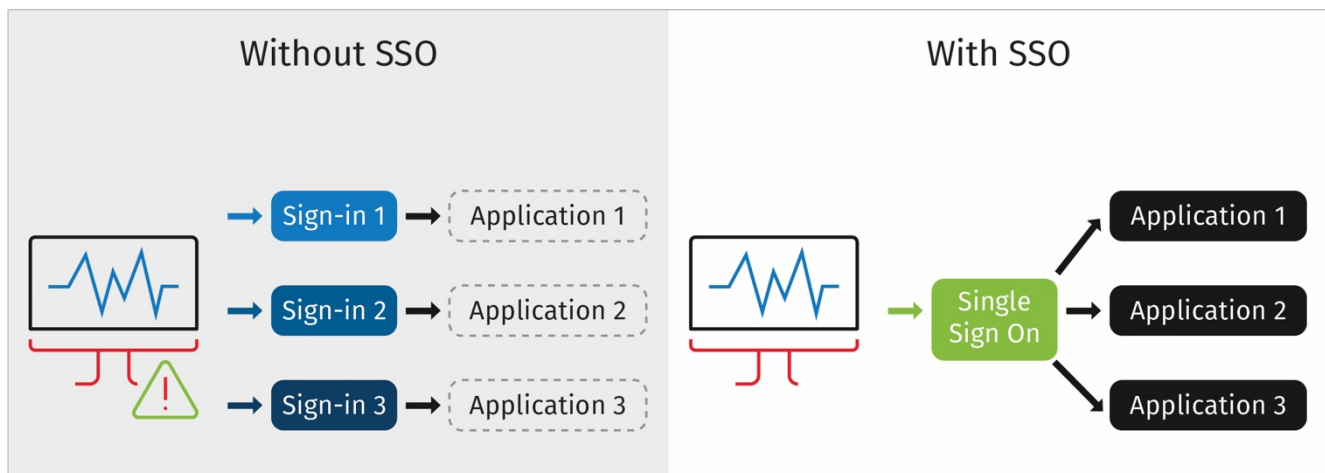 Without SSO
Sign-in 1
Application 1
Sign-in 2
Application 2
Sign-in 3
Application 3
!
With SSO
Single
Sign On
Application 1
Application 2
Application 3